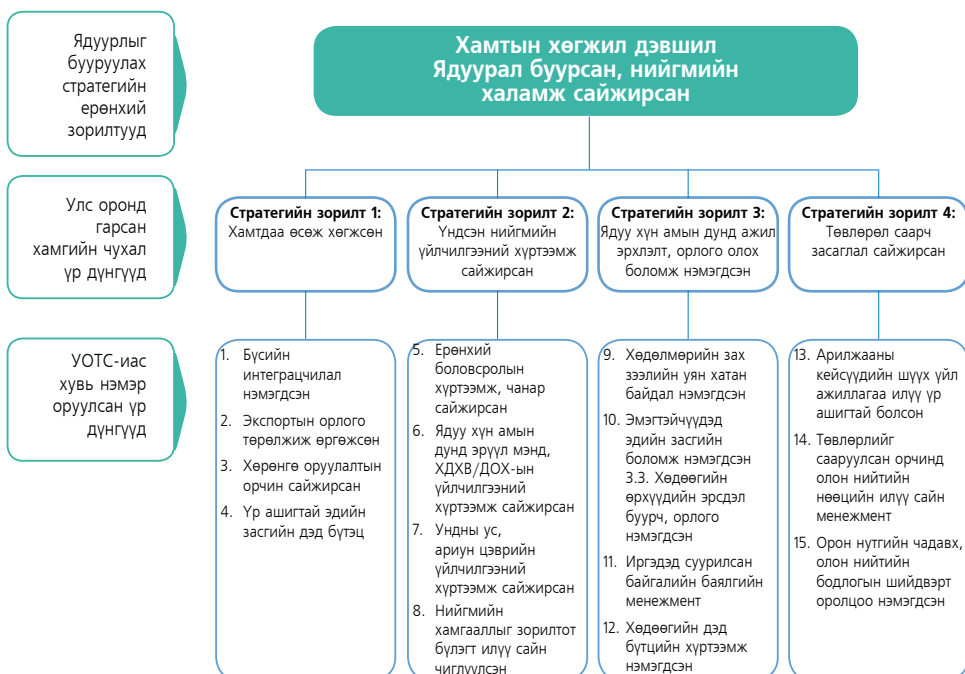 Ядуурлыг
бууруулах
стратегийн
ерөнхий
зорилтууд
Хамтын хөгжил дэвшил
Ядуурал буурсан, нийгмийн
халамж сайжирсан
Улс оронд
гарсан
хамгийн чухал
үр дүнгүүд
Стратегийн зорилт 1:
Хамтдаа өсөж хөгжсөн
Стратегийн зорилт 2:
Үндсэн нийгмийн
үйлчилгээний хүртээмж
сайжирсан
Стратегийн зорилт 3:
Ядуу хүн амын дунд ажил
эрхлэлт, орлого олох
боломж нэмэгдсэн
Стратегийн зорилт 4:
Төвлөрөл саарч
засаглал сайжирсан
УОТС-иас
хувь нэмэр
оруулсан үр
дүнгүүд
1. Бүсийн
интеграцчилал
нэмэгдсэн
2. Экспортын орлого
төрөлжиж өргөжсөн
3. Хөрөнгө оруулалтын
орчин сайжирсан
4. Үр ашигтай эдийн
засгийн дэд бүтэц
5. Ерөнхий
боловсролын
хүртээмж, чанар
сайжирсан
6. Ядуу хүн амын
дунд эрүүл мэнд,
ХДХВ/ДОХ-ын
үйлчилгээний
хүртээмж сайжирсан
7. Ундны ус,
ариун цэврийн
үйлчилгээний
хүртээмж сайжирсан
8. Нийгмийн
хамгааллыг зорилтот
бүлэгт илүү сайн
чиглүүлсэн
9. Хөдөлмөрийн зах
зээлийн уян хатан
байдал нэмэгдсэн
10. Эмэгтэйчүүдэд
эдийн засгийн
боломж нэмэгдсэн
3.3. Хөдөөгийн
өрхүүдийн эрсдэл
буурч, орлого
нэмэгдсэн
11. Иргэдэд суурилсан
байгалийн баялгийн
менежмент
12. Хөдөөгийн дэд
бүтцийн хүртээмж
нэмэгдсэн
13. Арилжааны
кейсүүдийн шүүх үйл
ажиллагаа илүү үр
ашигтай болсон
14. Төвлөрлийг
сааруулсан орчинд
олон нийтийн
нөөцийн илүү сайн
менежмент
15. Орон нутгийн чадавх,
олон нийтийн
бодлогын шийдвэрт
оролцоо нэмэгдсэн